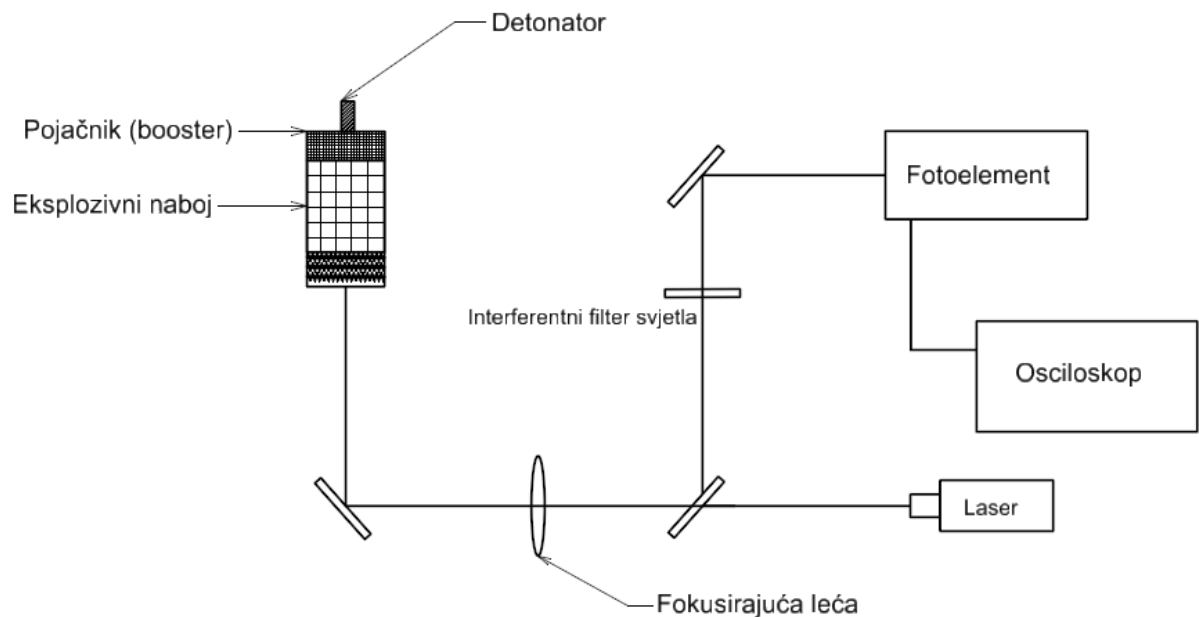 Detonator
Pojačnik (booster)
Eksplozivni naboj
Fotoelement
Interferentni filter svjetla
Osciloskop
Laser
Fokusirajuća leća